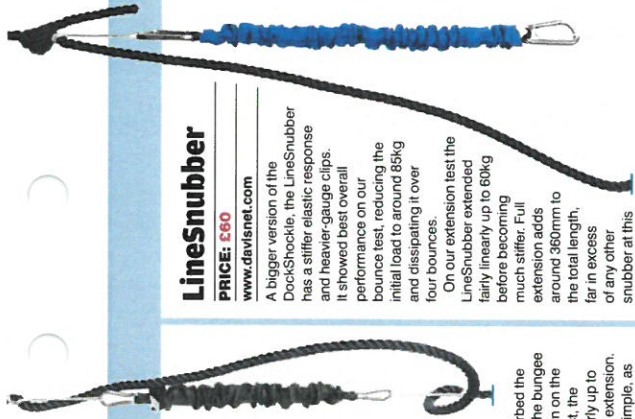 LineSnubber
PRICE: £60
www.davisnet.com
A bigger version of the
DockShockle, the LineSnubber
has a stiffer elastic response
and heavier-gauge clips.
It showed best overall
performance on our
bounce test, reducing the
initial load to around 85kg
and dissipating it over
four bounces.
On our extension test the
LineSnubber extended
fairly linearly up to 60kg
before becoming
much stiffer. Full
extension adds
around 360mm to
the total length,
far in excess
of any other
snubber at this
rbed the
he bungee
n on the
t, the
rly up to
extension.
imple, as